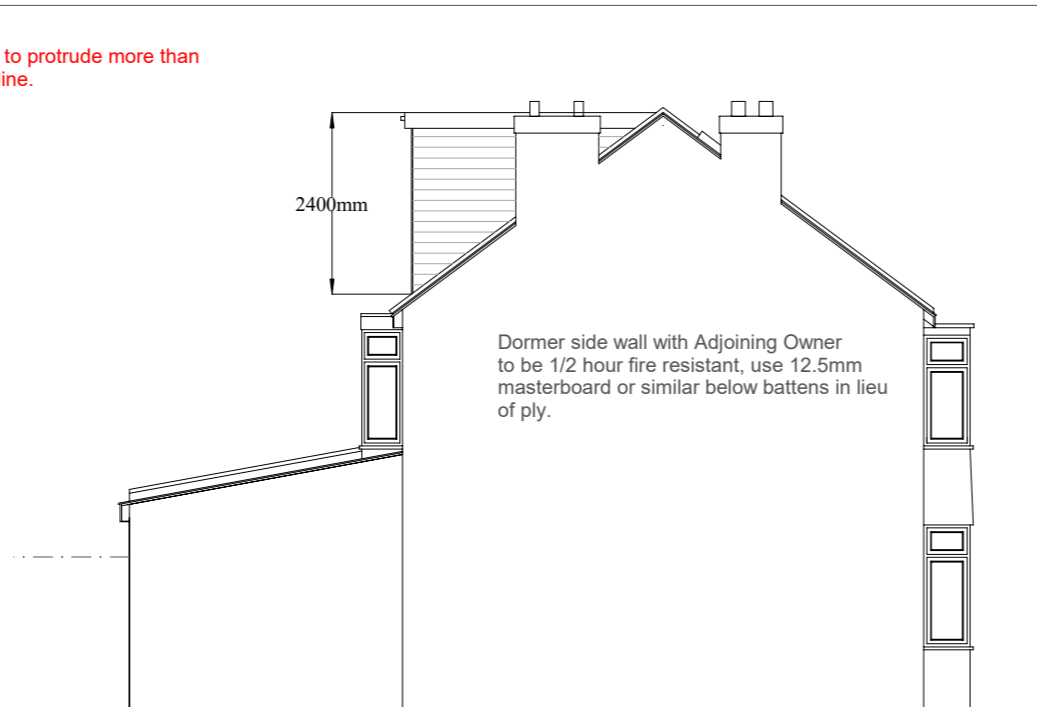 to protrude more than
line.
2400mm
Dormer side wall with Adjoining Owner
to be 1/2 hour fire resistant, use 12.5mm
masterboard or similar below battens in lieu
of ply.